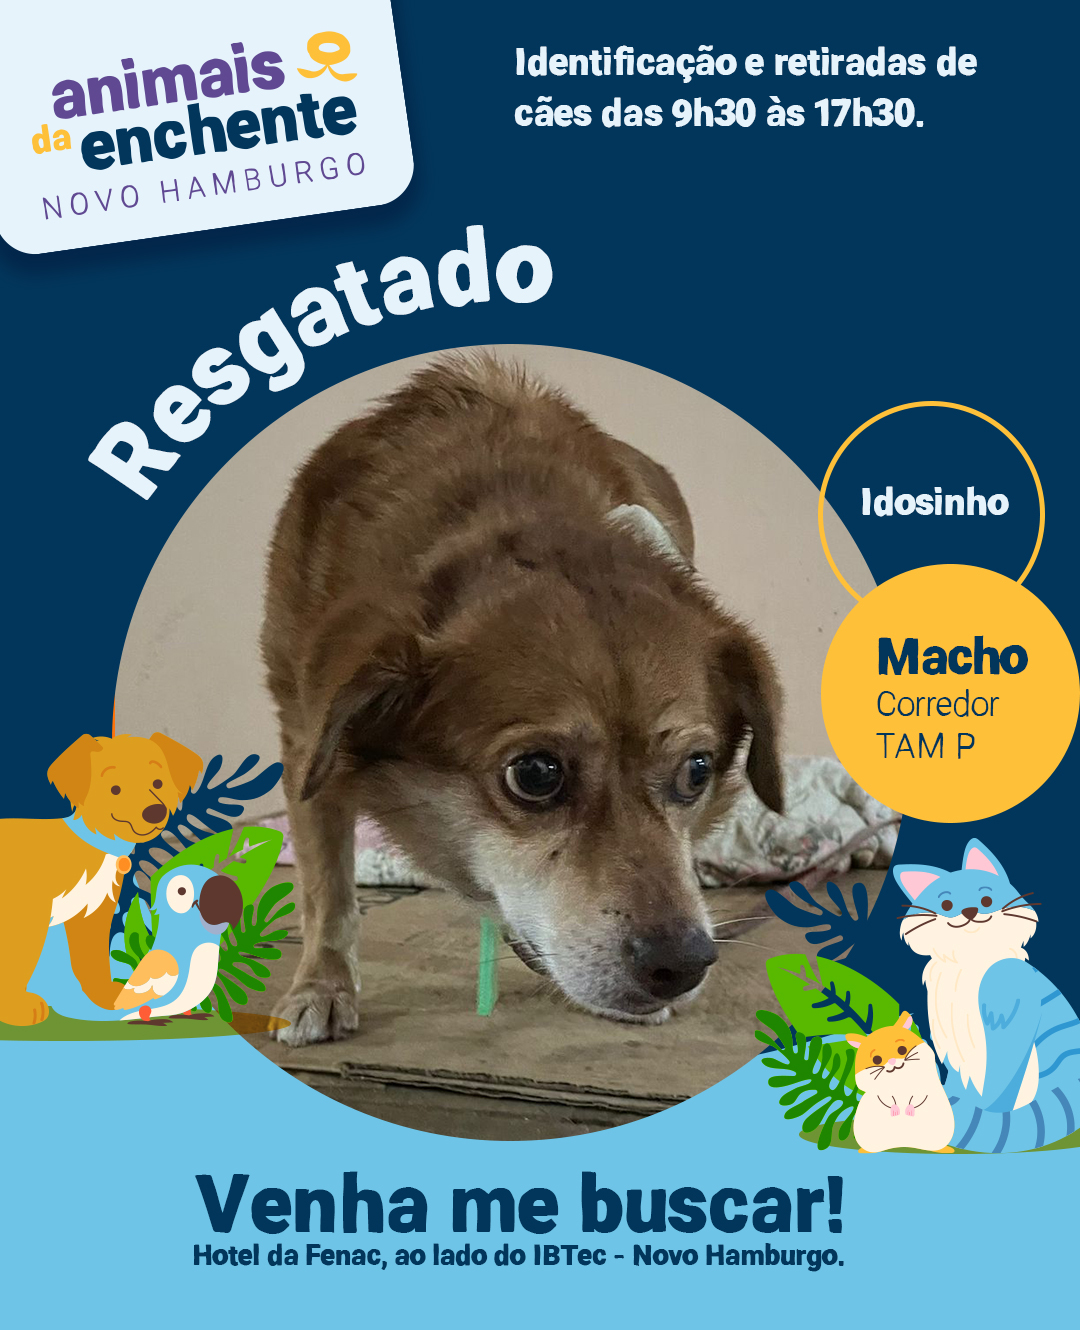 animais
da enchente
NOVO HAMBURGO
Identificação e retiradas de
cães das 9h30 às 17h30.
Resgatado
Idosinho
Macho
Corredor
TAM P
Venha me buscar!
Hotel da Fenac, ao lado do IBTec - Novo Hamburgo.